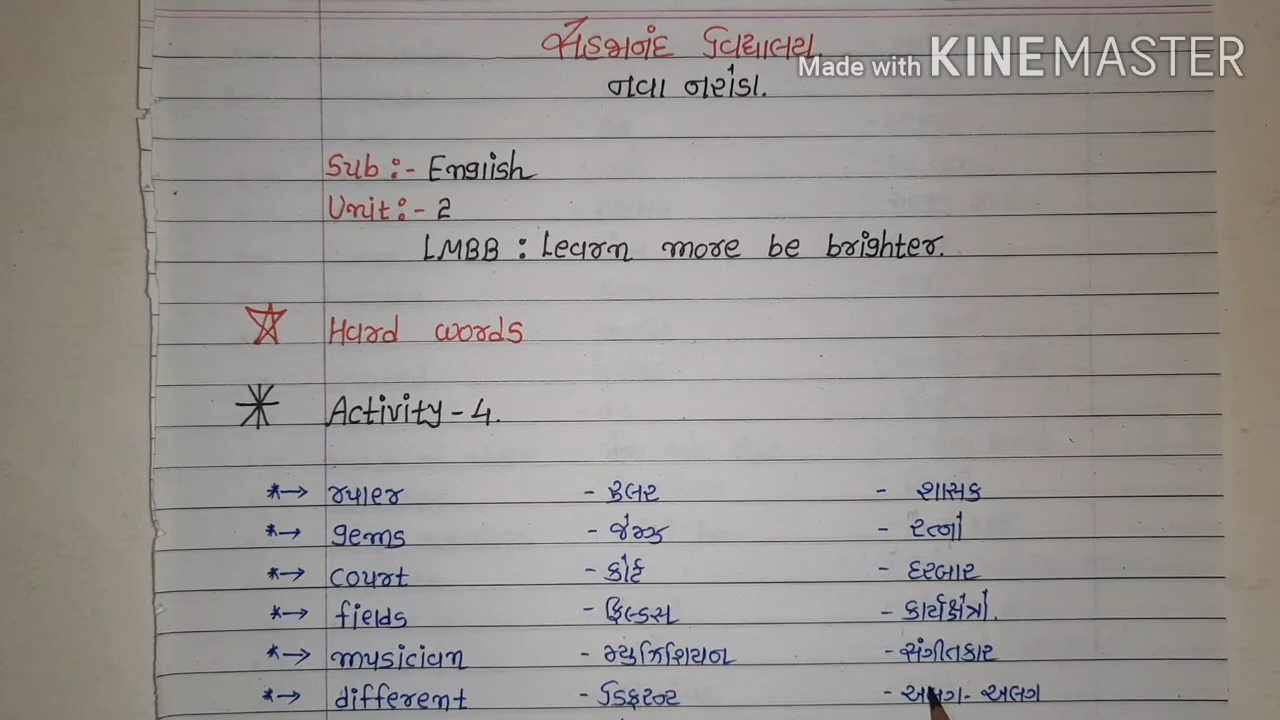 વિદ્યાલય
Made with KINEMASTER
નવા નરોડા.
Sub :- English
Unit :- 2
LMBB : Learn more be brighter.
Hard words
Activity - 4.
*→ ruler - રુલર - શાસક
*→ gems - જેમ્ઝ - રત્નો
*→ court - કોર્ટ - દરબાર
*→ fields - ફિલ્ડસ - કાર્યક્ષેત્રો.
*→ musician - મ્યુઝિશિયન - સંગીતકાર
*→ different - ડિફરન્ટ - અલગ- અલગ